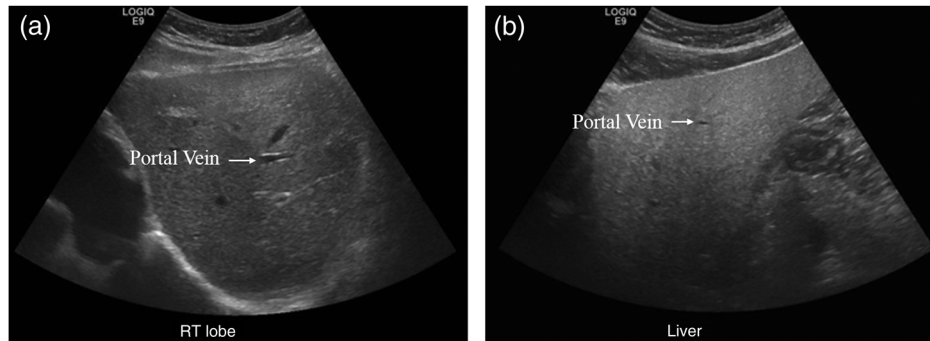 (a)
LOGIQ
E9
Portal Vein
RT lobe
(b)
LOGIQ
E9
Portal Vein
Liver